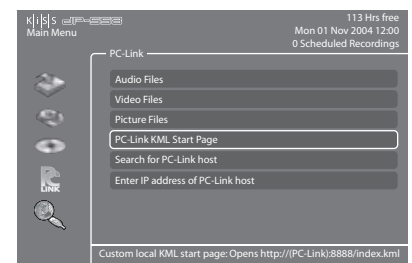 KiSS DP-558
113 Hrs free
Main Menu
Mon 01 Nov 2004 12:00
0 Scheduled Recordings
PC-Link
Audio Files
Video Files
Picture Files
PC-Link KML Start Page
Search for PC-Link host
Enter IP address of PC-Link host
PC
LINK
Custom local KML start page: Opens http://(PC-Link):8888/index.kml